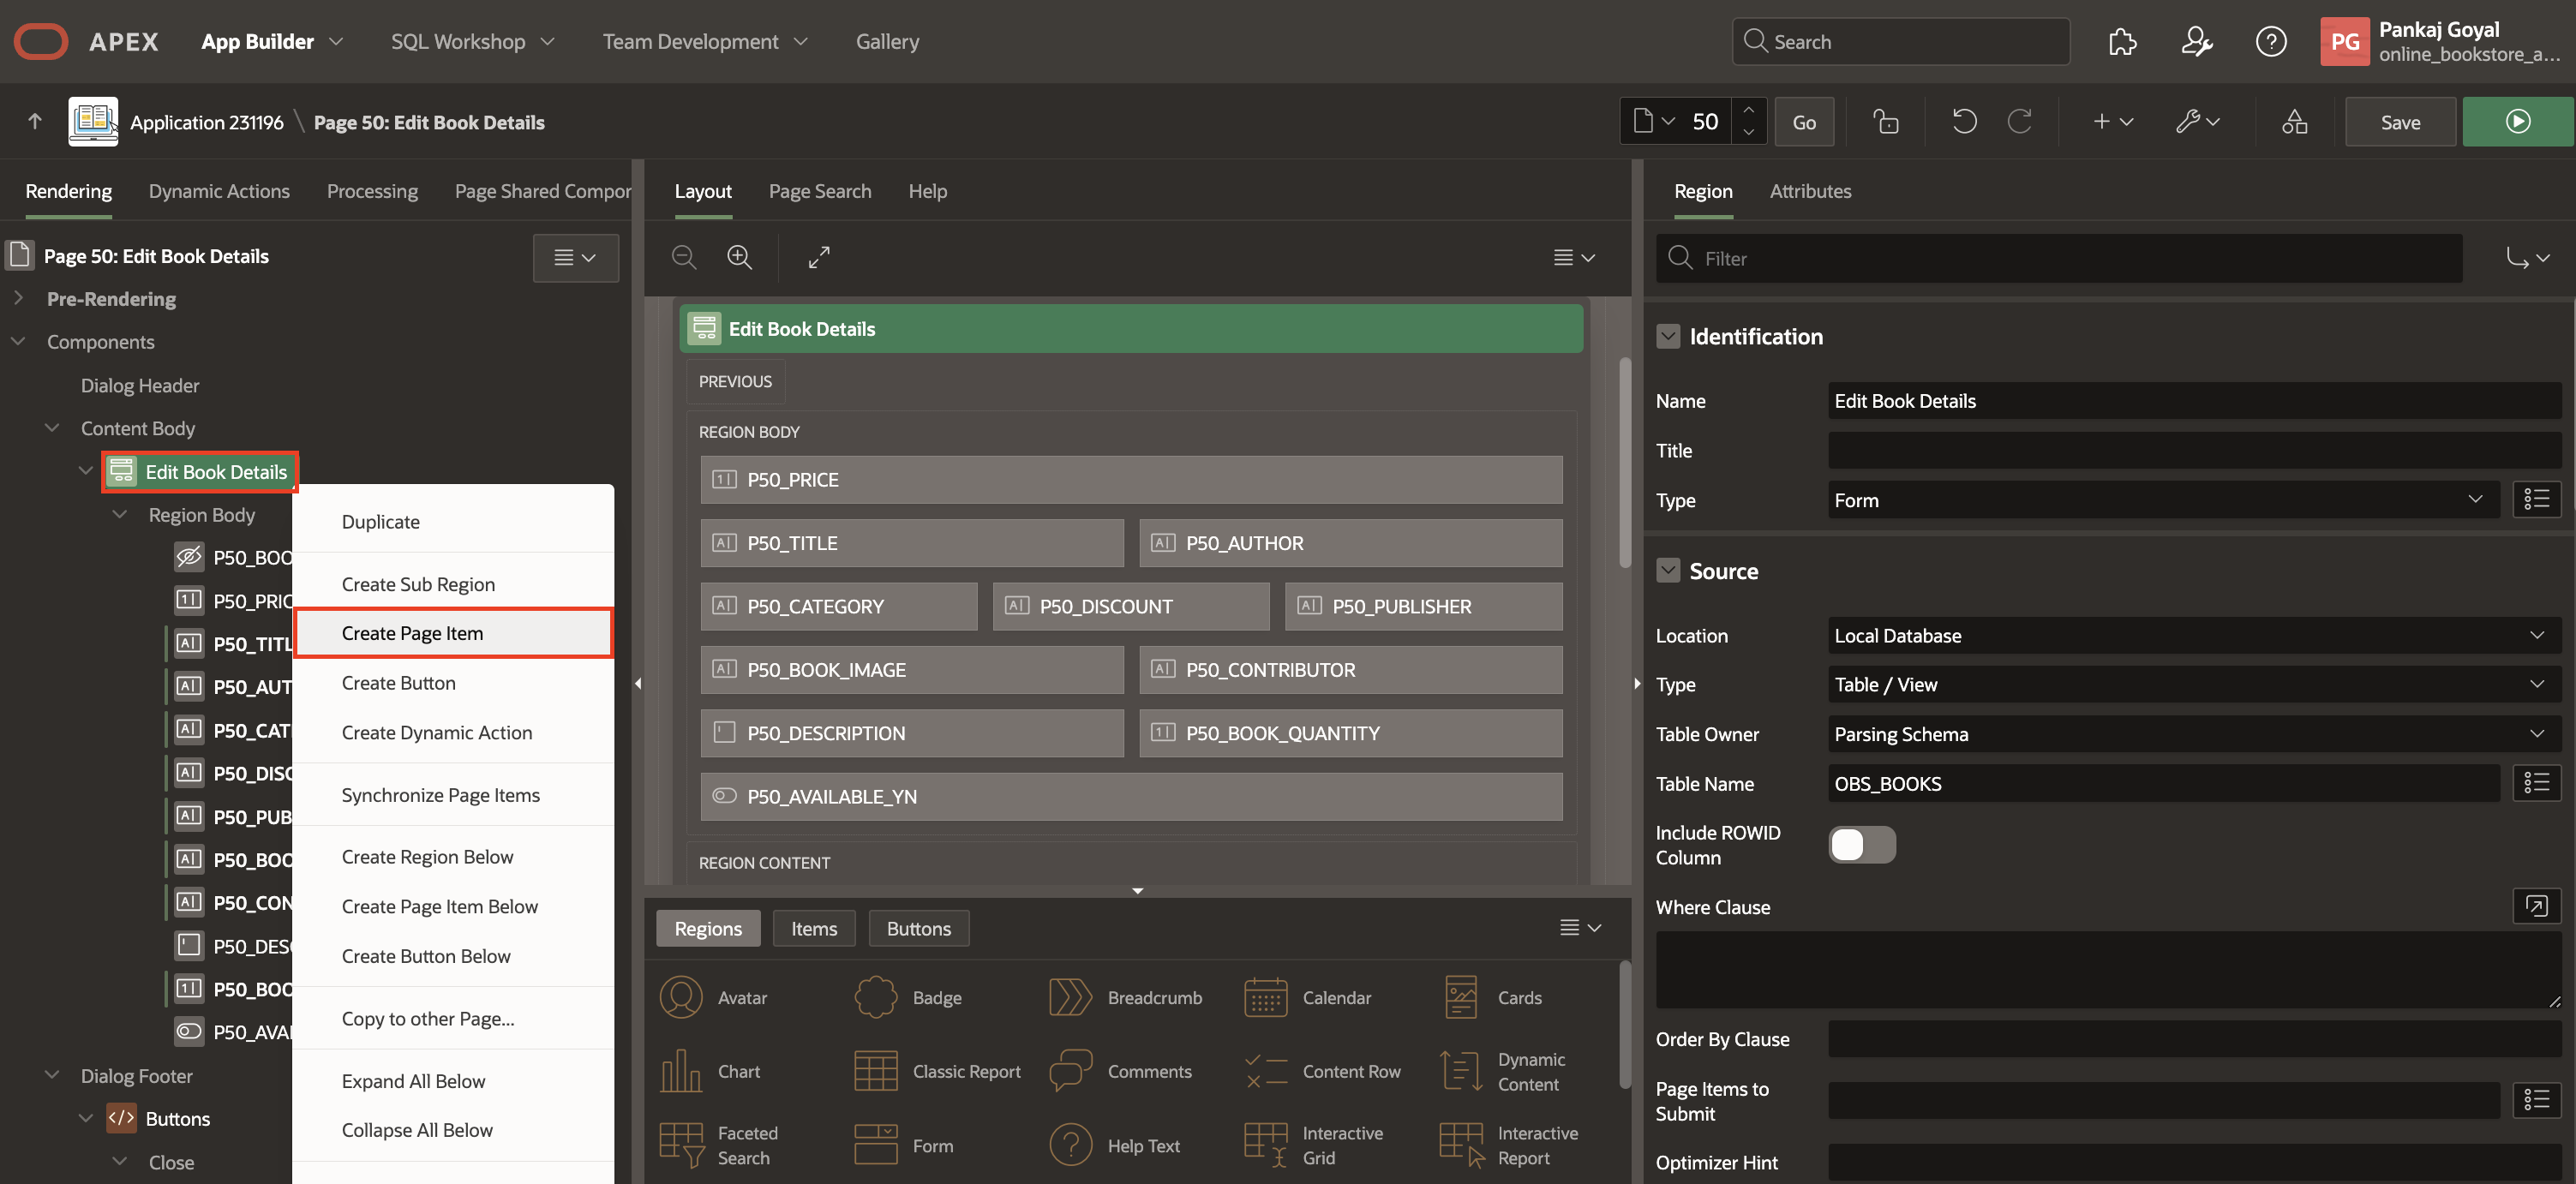 APEX
App Builder
SQL Workshop
Team Development
Gallery
Search
PG
Pankaj Goyal
online_bookstore_a...
Application 231196 \ Page 50: Edit Book Details
50
Go
Save
Rendering
Dynamic Actions
Processing
Page Shared Compor
Page 50: Edit Book Details
Pre-Rendering
Components
Dialog Header
Content Body
Edit Book Details
Region Body
P50_BOO
P50_PRIC
P50_TITL
P50_AUT
P50_CATI
P50_DISC
P50_PUB
P50_BOO
P50_CON
P50_DES
P50_BOO
P50_AVAI
Dialog Footer
Buttons
Close
Duplicate
Create Sub Region
Create Page Item
Create Button
Create Dynamic Action
Synchronize Page Items
Create Region Below
Create Page Item Below
Create Button Below
Copy to other Page...
Expand All Below
Collapse All Below
Layout
Page Search
Help
Edit Book Details
PREVIOUS
REGION BODY
P50_PRICE
P50_TITLE
P50_AUTHOR
P50_CATEGORY
P50_DISCOUNT
P50_PUBLISHER
P50_BOOK_IMAGE
P50_CONTRIBUTOR
P50_DESCRIPTION
P50_BOOK_QUANTITY
P50_AVAILABLE_YN
REGION CONTENT
Regions
Items
Buttons
Avatar
Badge
Breadcrumb
Calendar
Cards
Chart
Classic Report
Comments
Content Row
Dynamic
Content
Faceted
Search
Form
Help Text
Interactive
Grid
Interactive
Report
Region
Attributes
Filter
Identification
Name
Edit Book Details
Title
Type
Form
Source
Location
Local Database
Type
Table / View
Table Owner
Parsing Schema
Table Name
OBS_BOOKS
Include ROWID
Column
Where Clause
Order By Clause
Page Items to
Submit
Optimizer Hint